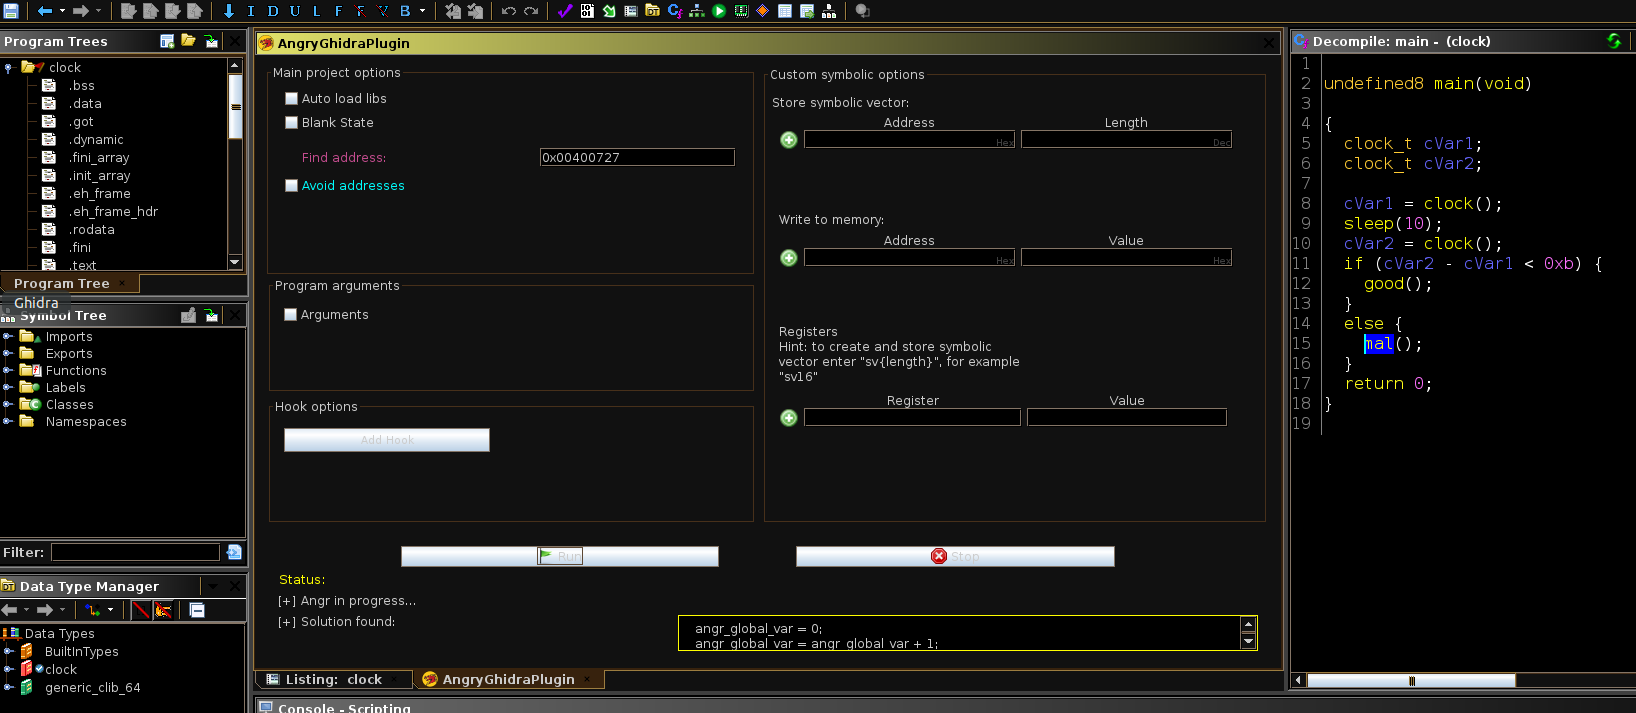 I D U L F F V B
Program Trees
clock
.bss
.data
.got
.dynamic
.fini_array
.init_array
.eh_frame
.eh_frame_hdr
.rodata
.fini
.text
Program Tree ×
Ghidra
Symbol Tree
Imports
Exports
Functions
Labels
Classes
Namespaces
Filter:
Data Type Manager
Data Types
BuiltInTypes
clock
generic_clib_64
AngryGhidraPlugin
Main project options
Auto load libs
Blank State
Find address: 0x00400727
Avoid addresses
Program arguments
Arguments
Hook options
Add Hook
Custom symbolic options
Store symbolic vector:
Address Length
Hex Dec
Write to memory:
Address Value
Hex Hex
Registers
Hint: to create and store symbolic
vector enter "sv{length}", for example
"sv16"
Register Value
Run Stop
Status:
[+] Angr in progress...
[+] Solution found:
angr_global_var = 0;
angr_global_var = angr_global_var + 1;
Listing: clock ×
AngryGhidraPlugin ×
Console - Scripting
Decompile: main - (clock)
1
2 undefined8 main(void)
3
4 {
5 clock_t cVar1;
6 clock_t cVar2;
7
8 cVar1 = clock();
9 sleep(10);
10 cVar2 = clock();
11 if (cVar2 - cVar1 < 0xb) {
12 good();
13 }
14 else {
15 mal();
16 }
17 return 0;
18 }
19